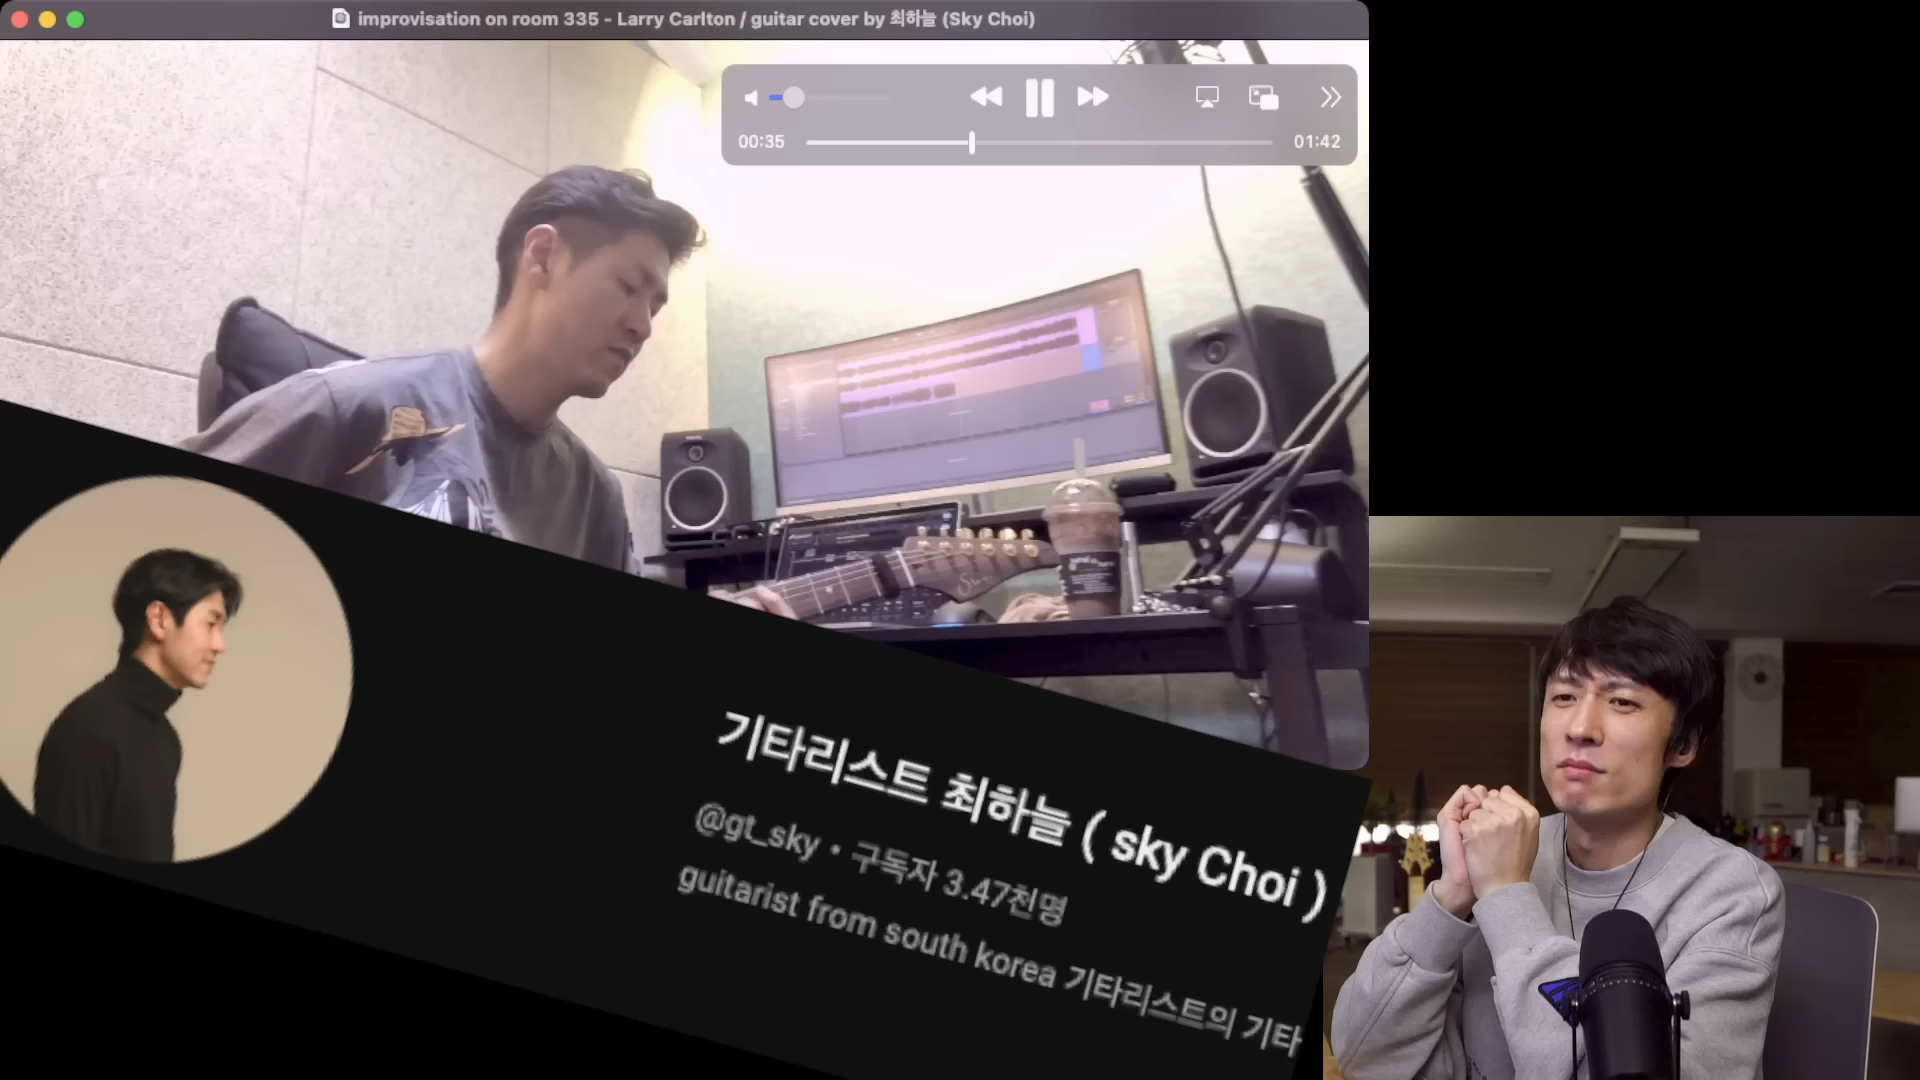 improvisation on room 335 - Larry Carlton / guitar cover by 최하늘 (Sky Choi)
00:35
01:42
기타리스트 최하늘 ( sky Choi )
@gt_sky • 구독자 3.47천명
guitarist from south korea 기타리스트의 기타